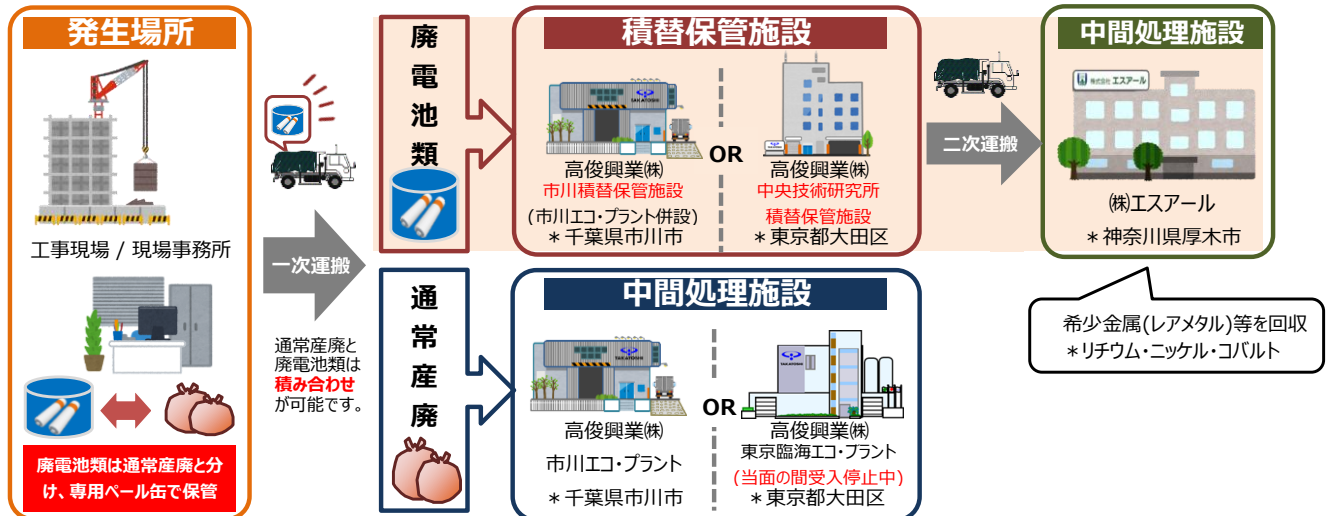 発生場所
工事現場 / 現場事務所
廃電池類は通常産廃と分
け、専用ペール缶で保管
一次運搬
通常産廃と
廃電池類は
積み合わせ
が可能です。
廃電池類
積替保管施設
TAKATOSHI
高俊興業㈱
市川積替保管施設
(市川エコ・プラント併設)
＊千葉県市川市
OR
高俊興業㈱
中央技術研究所
積替保管施設
＊東京都大田区
二次運搬
中間処理施設
株式会社 エスアール
㈱エスアール
＊神奈川県厚木市
希少金属(レアメタル)等を回収
＊リチウム・ニッケル・コバルト
通常産廃
中間処理施設
TAKATOSHI
高俊興業㈱
市川エコ・プラント
＊千葉県市川市
OR
TAKATOSHI
高俊興業㈱
東京臨海エコ・プラント
(当面の間受入停止中)
＊東京都大田区